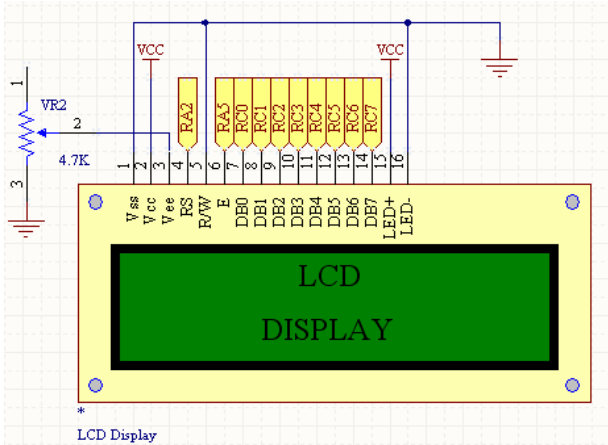 VCC
VCC
1
VR2
2
4.7K
3
RA2
RA5
RC0
RC1
RC2
RC3
RC4
RC5
RC6
RC7
1
2
3
4
5
6
7
8
9
10
11
12
13
14
15
16
Vss
Vcc
Vee
RS
R/W
E
DB0
DB1
DB2
DB3
DB4
DB5
DB6
DB7
LED+
LED-
LCD
DISPLAY
*
LCD Display